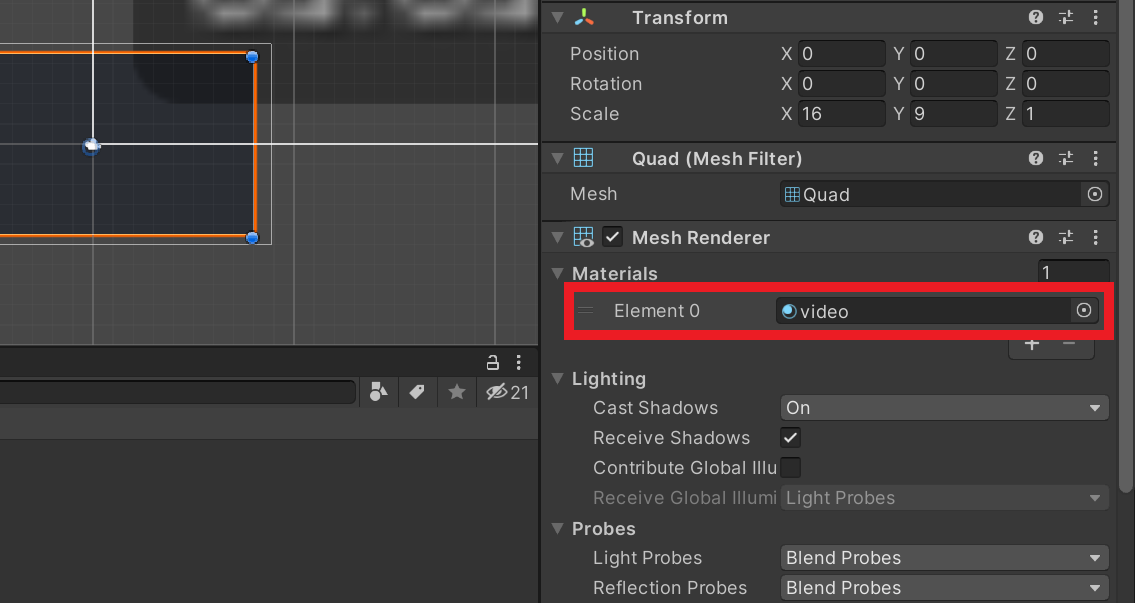 Transform
Position X 0 Y 0 Z 0
Rotation X 0 Y 0 Z 0
Scale X 16 Y 9 Z 1
Quad (Mesh Filter)
Mesh Quad
Mesh Renderer
Materials 1
Element 0 video
21
Lighting
Cast Shadows On
Receive Shadows
Contribute Global Illu
Receive Global Illumi Light Probes
Probes
Light Probes Blend Probes
Reflection Probes Blend Probes